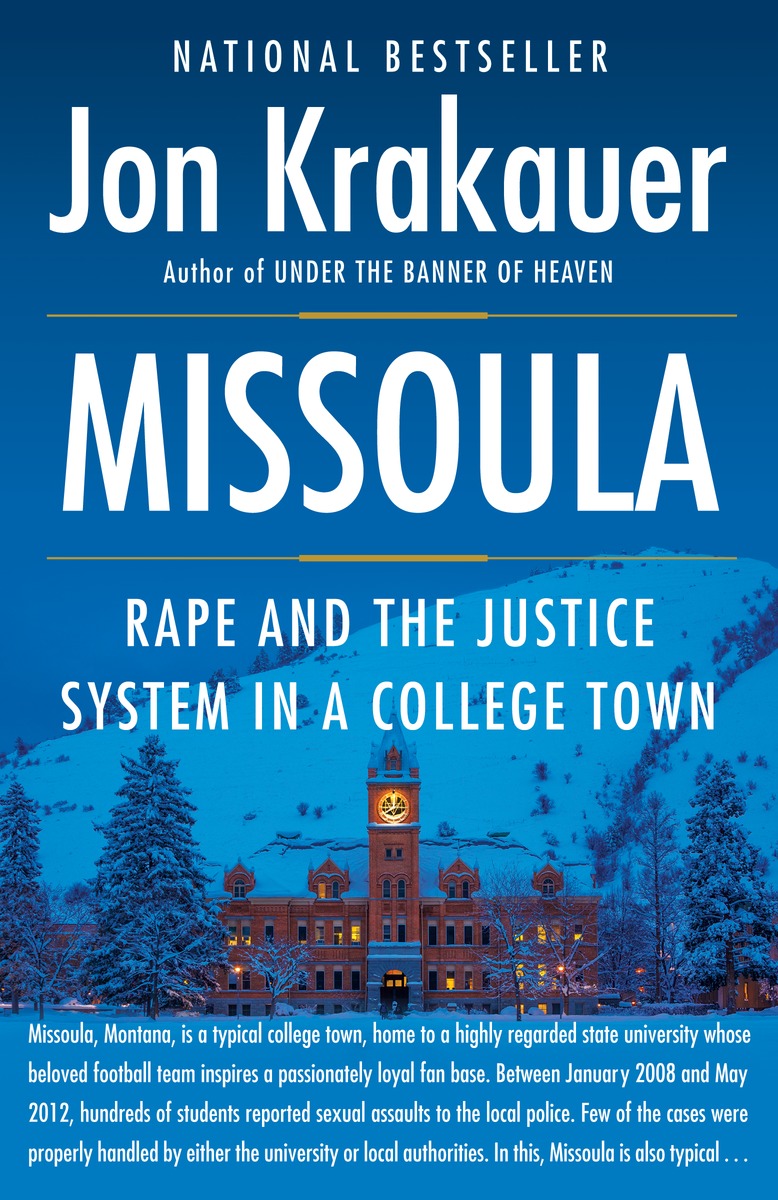 NATIONAL BESTSELLER
Jon Krakauer
Author of UNDER THE BANNER OF HEAVEN
MISSOULA
RAPE AND THE JUSTICE
SYSTEM IN A COLLEGE TOWN
Missoula, Montana, is a typical college town, home to a highly regarded state university whose
beloved football team inspires a passionately loyal fan base. Between January 2008 and May
2012, hundreds of students reported sexual assaults to the local police. Few of the cases were
properly handled by either the university or local authorities. In this, Missoula is also typical . . .